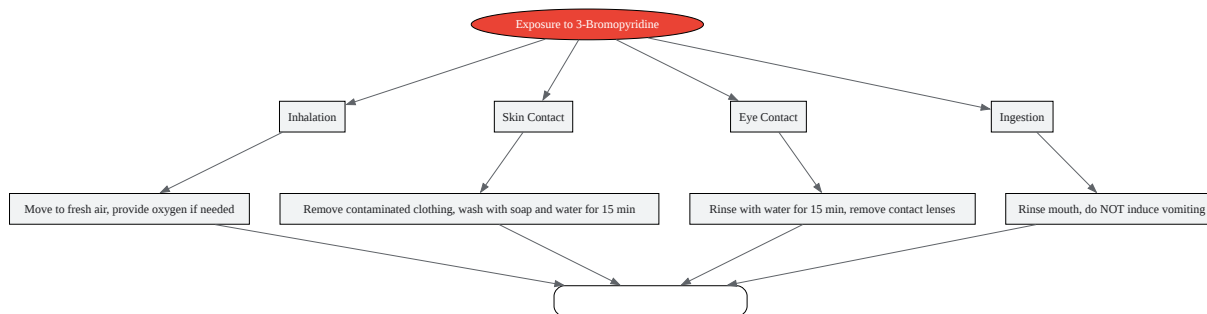 Exposure to 3-Bromopyridine
Inhalation
Skin Contact
Eye Contact
Ingestion
Move to fresh air, provide oxygen if needed
Remove contaminated clothing, wash with soap and water for 15 min
Rinse with water for 15 min, remove contact lenses
Rinse mouth, do NOT induce vomiting